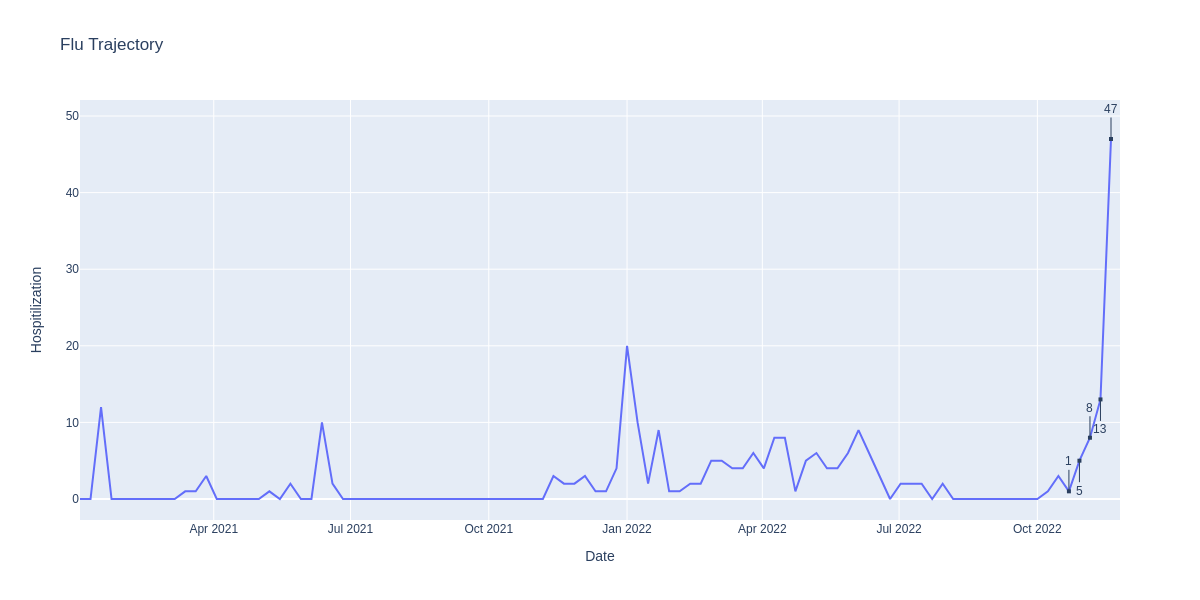 Flu Trajectory
50
40
30
20
10
0
Hospitilization
47
8
13
1
5
Apr 2021
Jul 2021
Oct 2021
Jan 2022
Apr 2022
Jul 2022
Oct 2022
Date